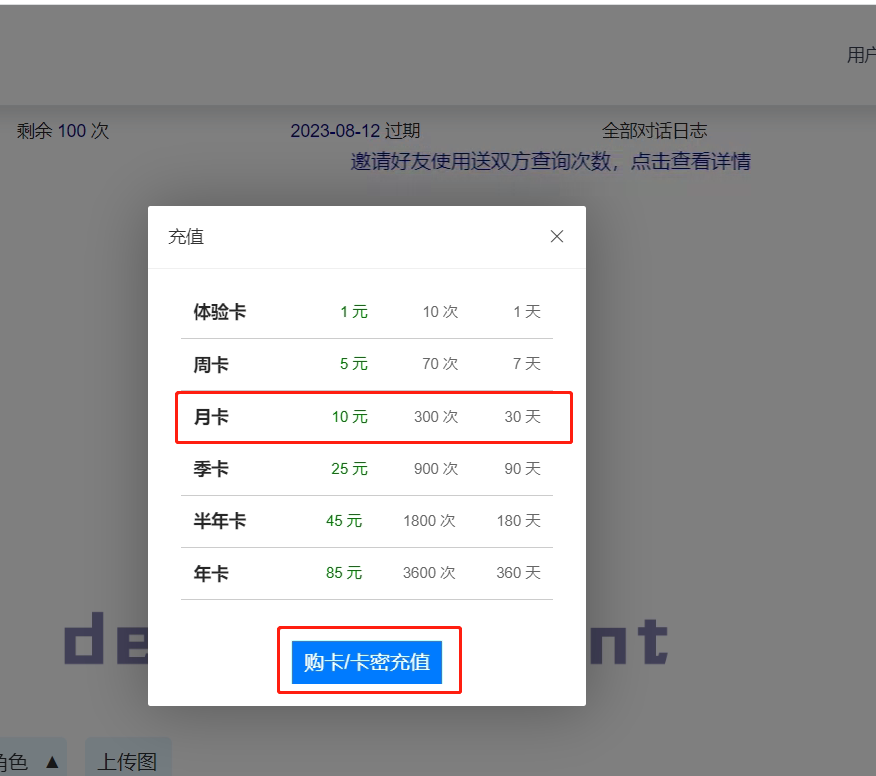 用户
剩余 100 次 2023-08-12 过期 全部对话日志
邀请好友使用送双方查询次数，点击查看详情
充值
体验卡 1 元 10 次 1 天
周卡 5 元 70 次 7 天
月卡 10 元 300 次 30 天
季卡 25 元 900 次 90 天
半年卡 45 元 1800 次 180 天
年卡 85 元 3600 次 360 天
de nt
购卡/卡密充值
角色 ▲ 上传图